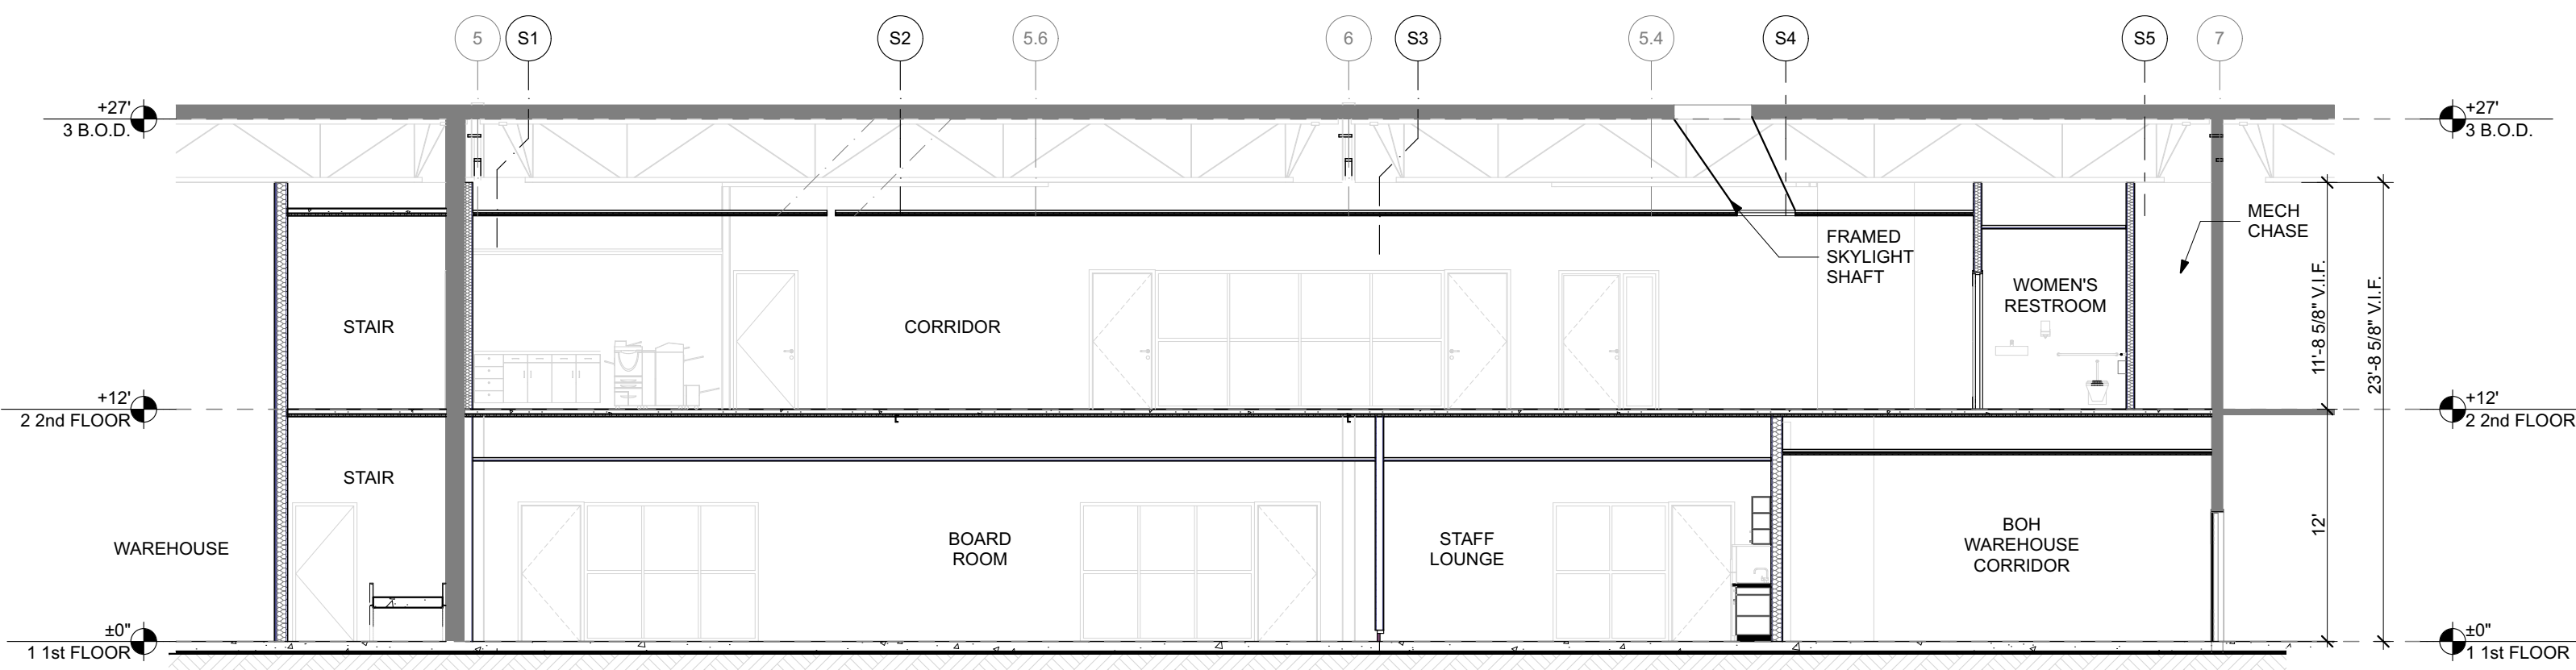 5
S1
S2
5.6
6
S3
5.4
S4
S5
7
+27'
3 B.O.D.
+27'
3 B.O.D.
MECH
CHASE
FRAMED
SKYLIGHT
SHAFT
WOMEN'S
RESTROOM
STAIR
CORRIDOR
11'-8 5/8" V.I.F.
23'-8 5/8" V.I.F.
+12'
2 2nd FLOOR
+12'
2 2nd FLOOR
STAIR
WAREHOUSE
BOARD
ROOM
STAFF
LOUNGE
BOH
WAREHOUSE
CORRIDOR
12'
±0"
1 1st FLOOR
±0"
1 1st FLOOR